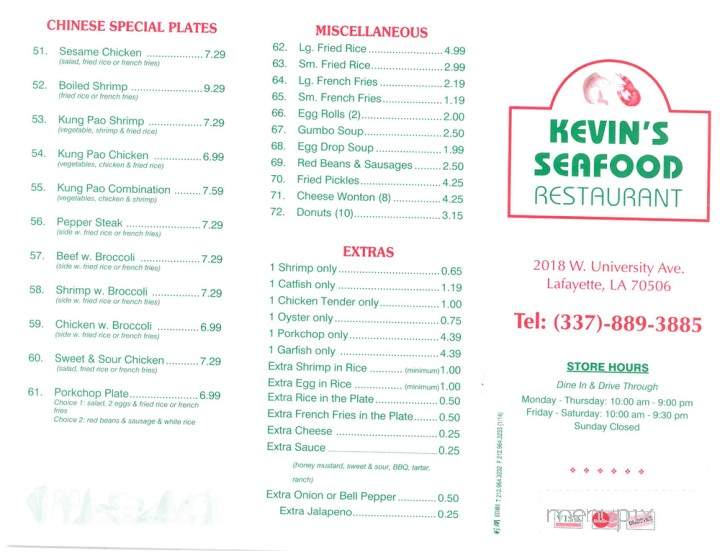 CHINESE SPECIAL PLATES
51. Sesame Chicken ..................7.29
(salad, fried rice or french fries)
52. Boiled Shrimp .......................9.29
(fried rice or french fries)
53. Kung Pao Shrimp ..................7.29
(vegetable, shrimp & fried rice)
54. Kung Pao Chicken ................6.99
(vegetables, chicken & fried rice)
55. Kung Pao Combination .........7.59
(vegetables, chicken & shrimp)
56. Pepper Steak ........................7.29
(side w. fried rice or french fries)
57. Beef w. Broccoli ...................7.29
(side w. fried rice or french fries)
58. Shrimp w. Broccoli ...............7.29
(side w. fried rice or french fries)
59. Chicken w. Broccoli ..............6.99
(side w. fried rice or french fries)
60. Sweet & Sour Chicken ..........7.29
(salad, fried rice or french fries)
61. Porkchop Plate......................6.99
Choice 1: salad, 2 eggs & fried rice or french
fries
Choice 2: red beans & sausage & white rice
MISCELLANEOUS
62. Lg. Fried Rice ......................4.99
63. Sm. Fried Rice......................2.99
64. Lg. French Fries ...................2.19
65. Sm. French Fries...................1.19
66. Egg Rolls (2).........................2.00
67. Gumbo Soup.........................2.50
68. Egg Drop Soup .....................1.99
69. Red Beans & Sausages ........2.50
70. Fried Pickles..........................4.25
71. Cheese Wonton (8) ...............4.25
72. Donuts (10)...........................3.15
EXTRAS
1 Shrimp only............................0.65
1 Catfish only............................1.19
1 Chicken Tender only................1.00
1 Oyster only.............................0.75
1 Porkchop only.........................4.39
1 Garfish only ...........................4.39
Extra Shrimp in Rice ........... (minimum)1.00
Extra Egg in Rice ............... (minimum)1.00
Extra Rice in the Plate..................0.50
Extra French Fries in the Plate.......0.50
Extra Cheese ..............................0.25
Extra Sauce.................................0.25
(honey mustard, sweet & sour, BBQ, tartar,
ranch)
Extra Onion or Bell Pepper ............0.50
Extra Jalapeno...........................0.25
KEVIN'S
SEAFOOD
RESTAURANT
2018 W. University Ave.
Lafayette, LA 70506
Tel: (337)-889-3885
STORE HOURS
Dine In & Drive Through
Monday - Thursday: 10:00 am - 9:00 pm
Friday - Saturday: 10:00 am - 9:30 pm
Sunday Closed
menupix
VISA